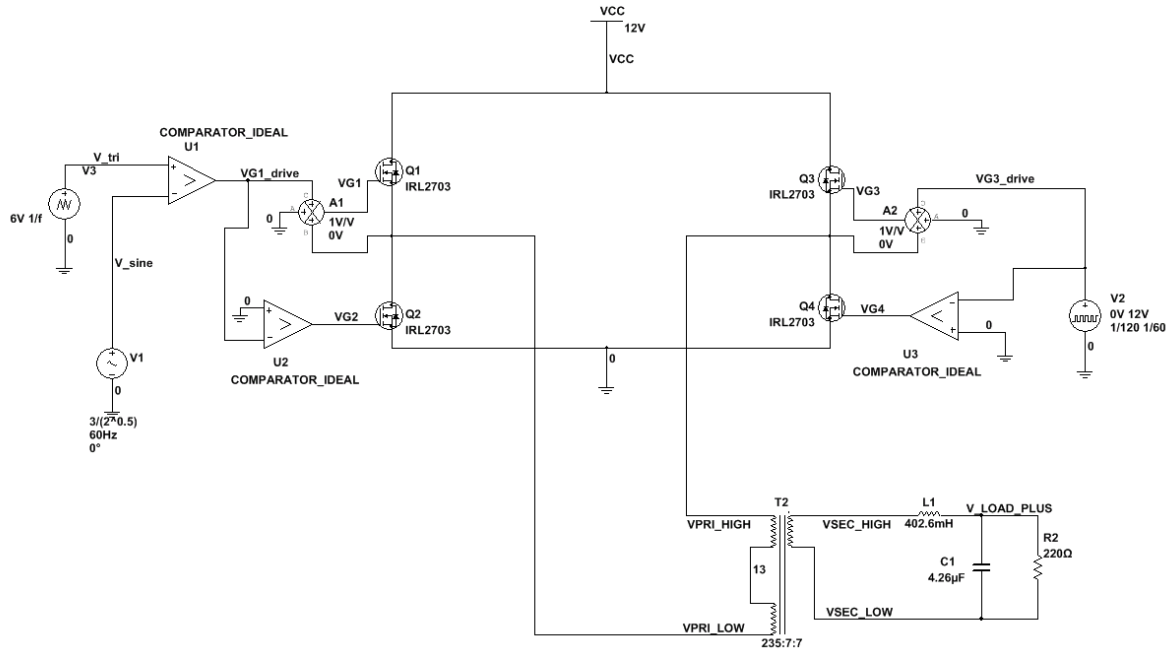 VCC
12V
VCC
COMPARATOR_IDEAL
U1
V_tri
V3
+
−
>
VG1_drive
6V 1/f
0
V_sine
+
V1
−
0
3/(2^0.5)
60Hz
0°
C
A
B
0
A1
1V/V
0V
VG1
Q1
IRL2703
0
+
−
>
U2
COMPARATOR_IDEAL
VG2
Q2
IRL2703
0
Q3
IRL2703
VG3
VG3_drive
A2
1V/V
0V
A
0
Q4
IRL2703
VG4
<
−
+
0
U3
COMPARATOR_IDEAL
V2
0V 12V
1/120 1/60
0
T2
VPRI_HIGH
VSEC_HIGH
L1
402.6mH
V_LOAD_PLUS
R2
220Ω
C1
4.26µF
13
VSEC_LOW
VPRI_LOW
235:7:7